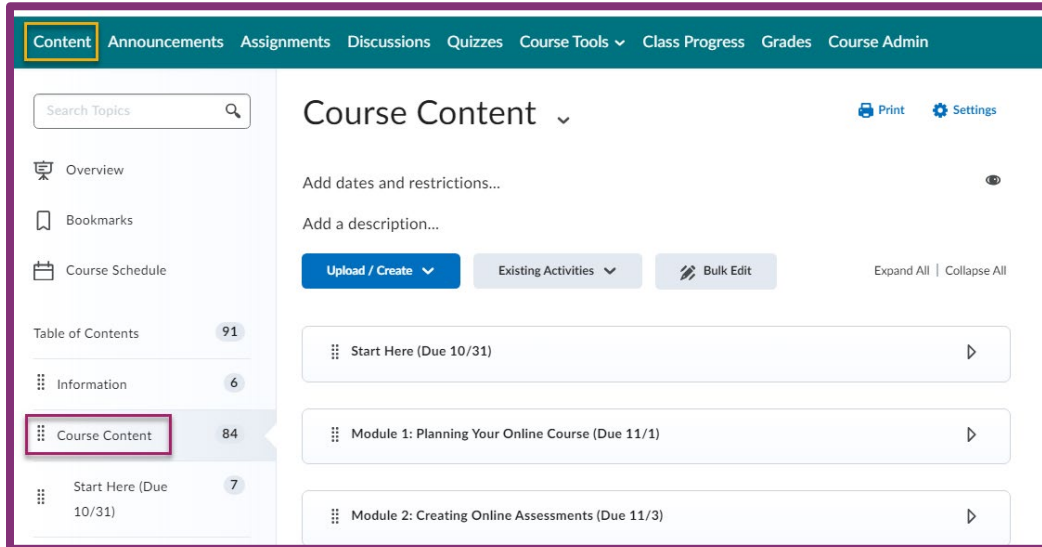 Content Announcements Assignments Discussions Quizzes Course Tools Class Progress Grades Course Admin
Search Topics
Overview
Bookmarks
Course Schedule
Table of Contents 91
Information 6
Course Content 84
Start Here (Due 7
10/31)
Course Content
Print Settings
Add dates and restrictions...
Add a description...
Upload / Create Existing Activities Bulk Edit Expand All | Collapse All
Start Here (Due 10/31)
Module 1: Planning Your Online Course (Due 11/1)
Module 2: Creating Online Assessments (Due 11/3)